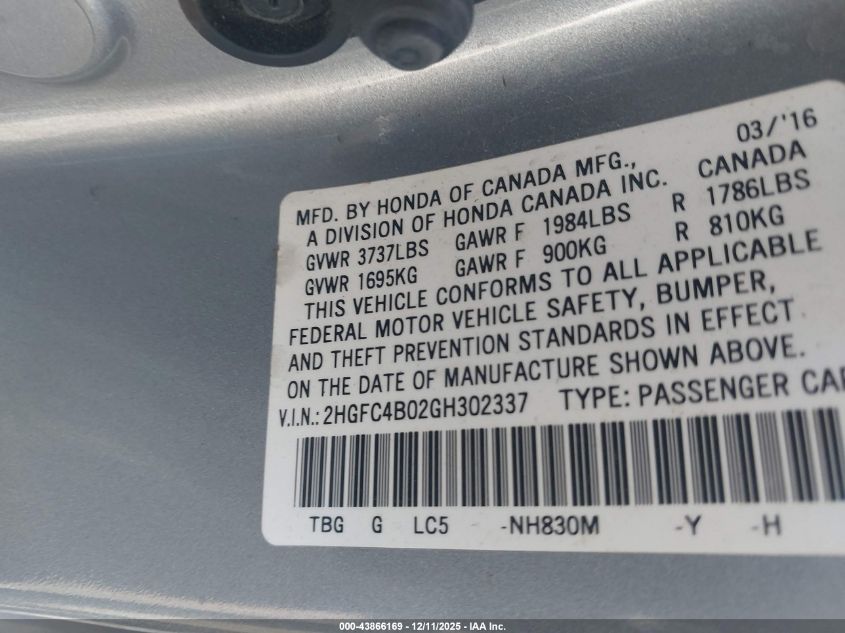 03/'16
MFD. BY HONDA OF CANADA MFG.,
A DIVISION OF HONDA CANADA INC. CANADA
GVWR 3737LBS GAWR F 1984LBS R 1786LBS
GVWR 1695KG GAWR F 900KG R 810KG
THIS VEHICLE CONFORMS TO ALL APPLICABLE
FEDERAL MOTOR VEHICLE SAFETY, BUMPER,
AND THEFT PREVENTION STANDARDS IN EFFECT
ON THE DATE OF MANUFACTURE SHOWN ABOVE.
V.I.N.: 2HGFC4B02GH302337 TYPE: PASSENGER CAR
TBG G LC5 -NH830M -Y -H
000-43866169 - 12/11/2025 - IAA Inc.